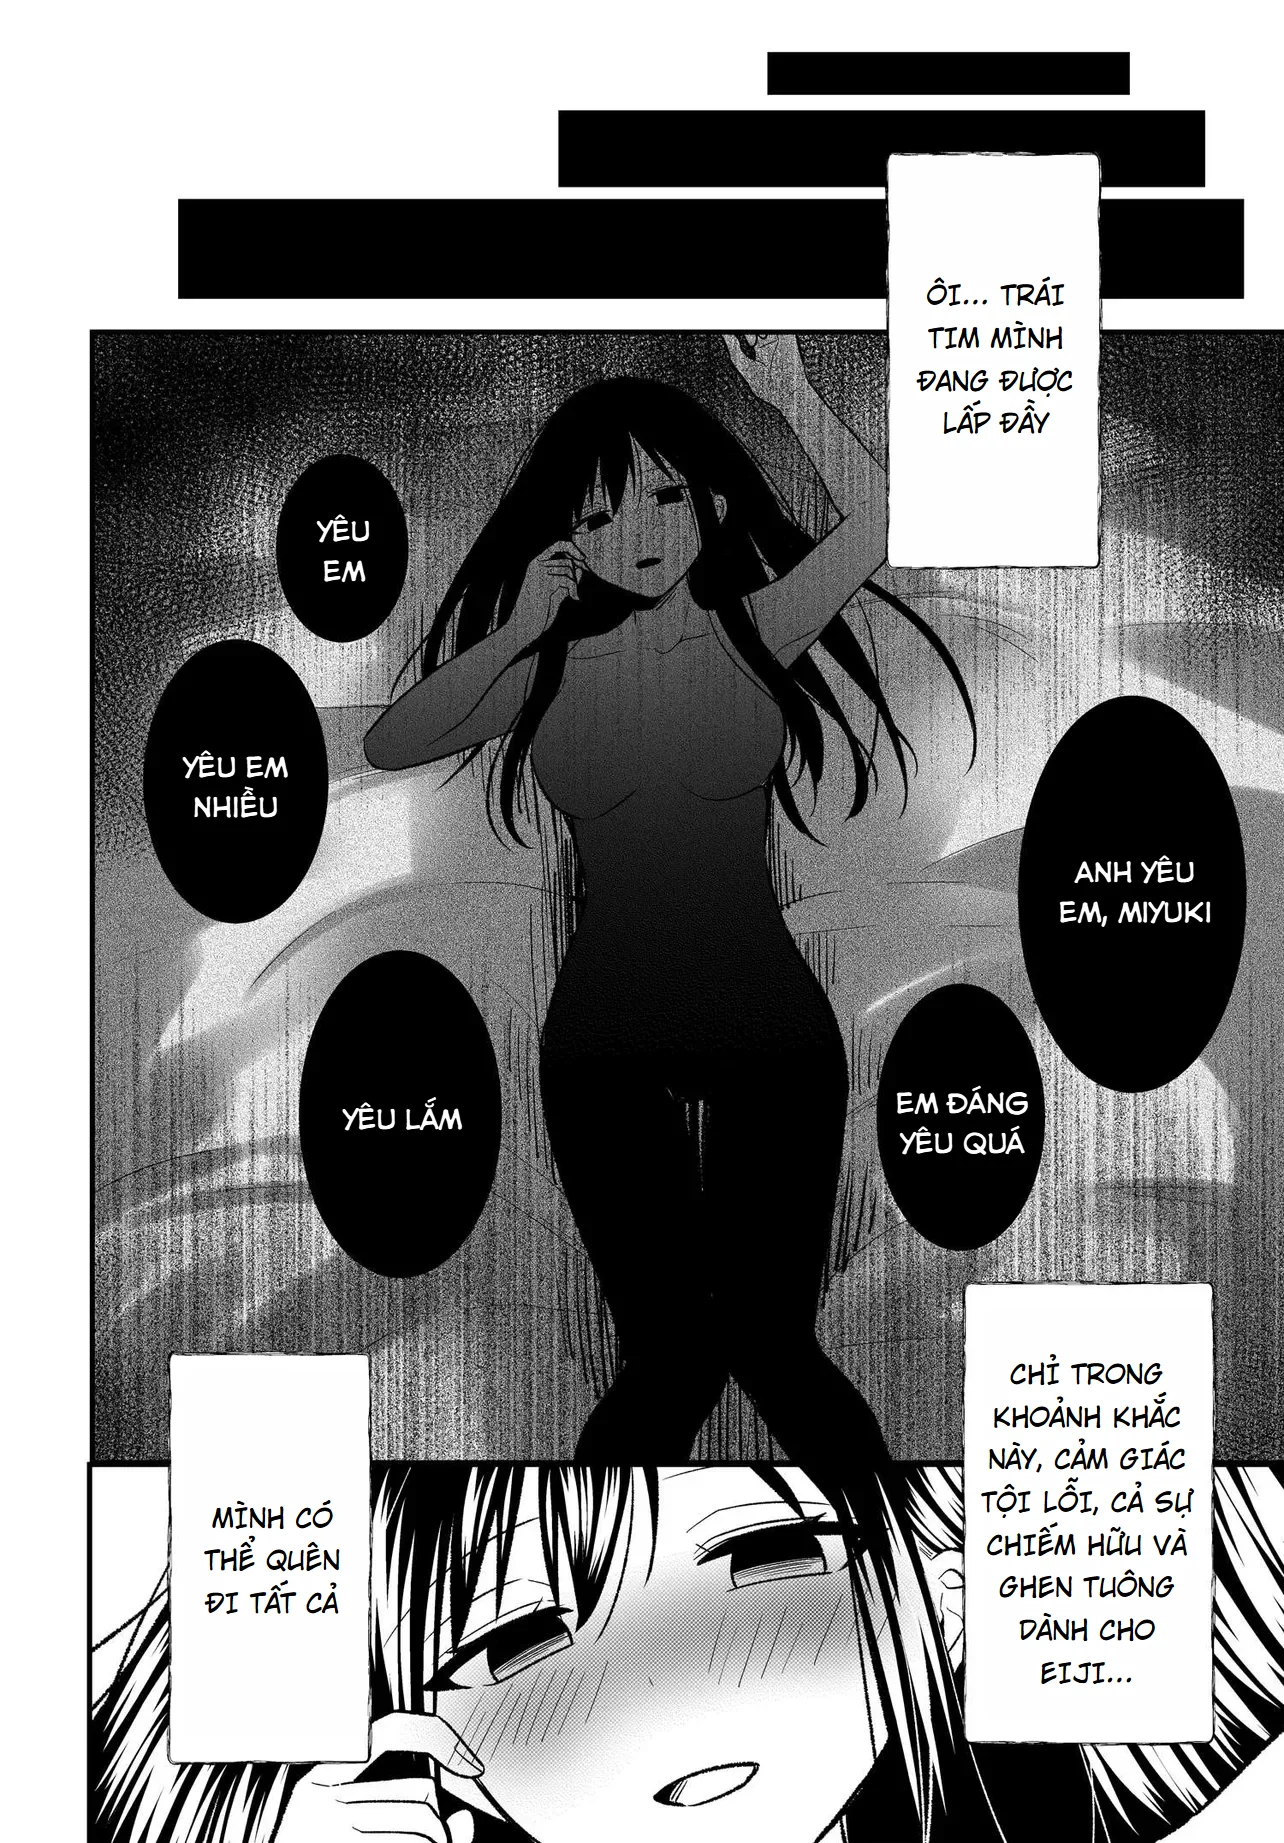 ÔI... TRÁI
TIM MÌNH
ĐANG ĐƯỢC
LẤP ĐẦY
YÊU
EM
YÊU EM
NHIỀU
ANH YÊU
EM, MIYUKI
YÊU LẮM
EM ĐÁNG
YÊU QUÁ
CHỈ TRONG
KHOẢNH KHẮC
NÀY, CẢM GIÁC
TỘI LỖI, CẢ SỰ
CHIẾM HỮU VÀ
GHEN TUÔNG
DÀNH CHO
EIJI...
MÌNH CÓ
THỂ QUÊN
ĐI TẤT CẢ